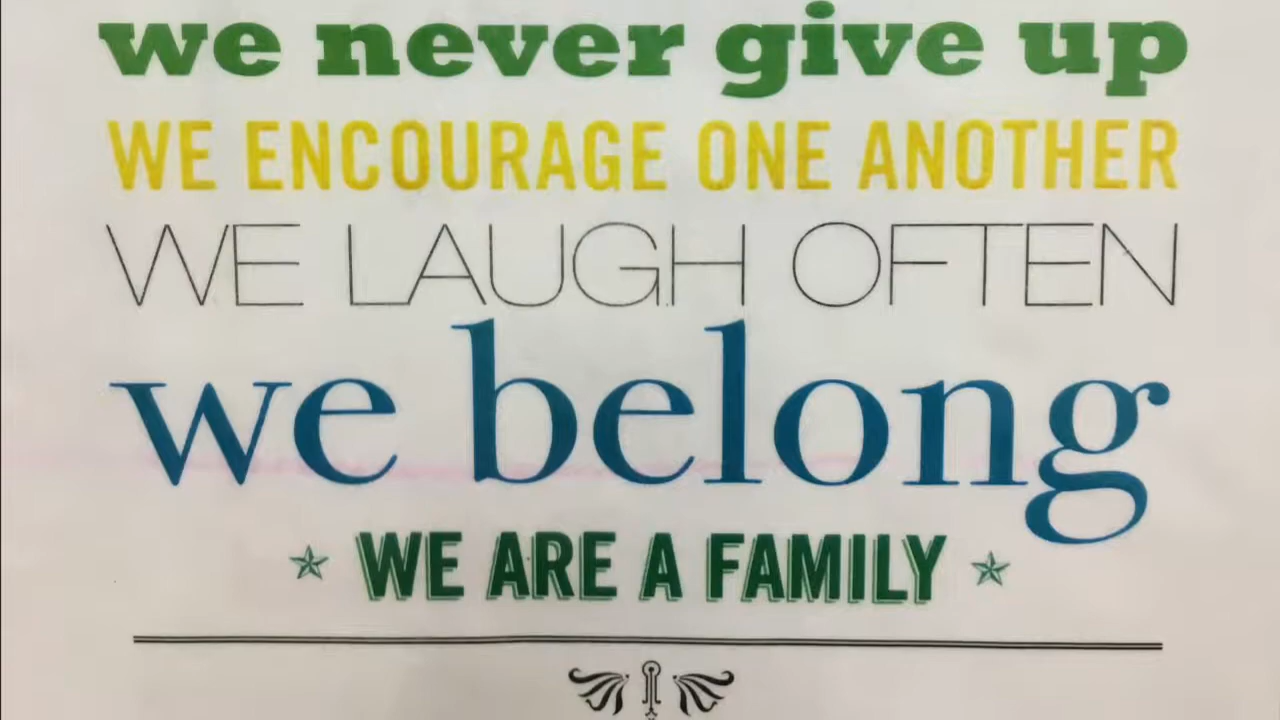 we never give up
WE ENCOURAGE ONE ANOTHER
WE LAUGH OFTEN
we belong
WE ARE A FAMILY